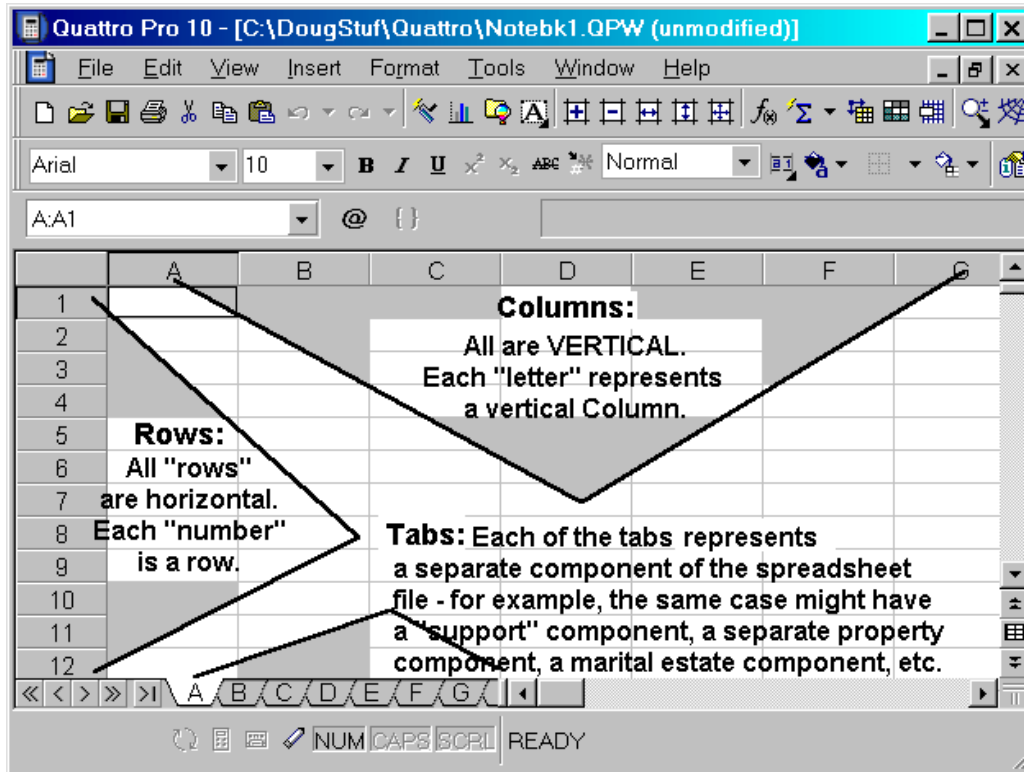 Quattro Pro 10 - [C:\DougStuf\Quattro\Notebk1.QPW (unmodified)]
File Edit View Insert Format Tools Window Help
Arial 10 B I U x² x₂ ABC Normal
A:A1 @ { }
A B C D E F G
1
2
3
4
5
6
7
8
9
10
11
12
Columns:
All are VERTICAL.
Each "letter" represents
a vertical Column.
Rows:
All "rows"
are horizontal.
Each "number"
is a row.
Tabs: Each of the tabs represents
a separate component of the spreadsheet
file - for example, the same case might have
a "support" component, a separate property
component, a marital estate component, etc.
A B C D E F G
NUM CAPS SCRL READY